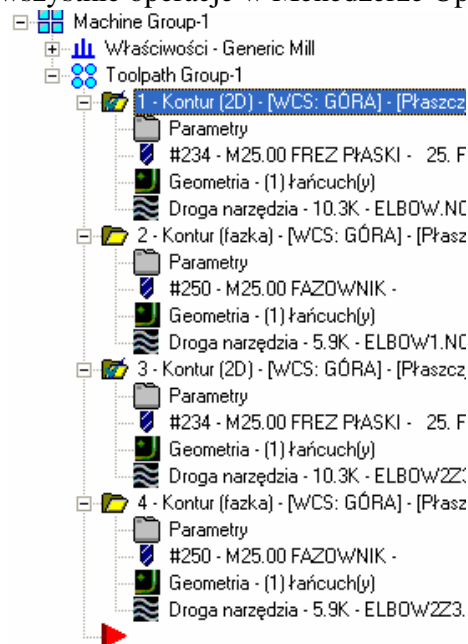 wszystkie operacje w Menedżerze Op
Machine Group-1
Właściwości - Generic Mill
Toolpath Group-1
1 - Kontur (2D) - [WCS: GÓRA] - [Płaszcz
Parametry
#234 - M25.00 FREZ PŁASKI - 25. F
Geometria - (1) łańcuch(y)
Droga narzędzia - 10.3K - ELBOW.NC
2 - Kontur (fazka) - [WCS: GÓRA] - [Płasz
Parametry
#250 - M25.00 FAZOWNIK -
Geometria - (1) łańcuch(y)
Droga narzędzia - 5.9K - ELBOW1.NC
3 - Kontur (2D) - [WCS: GÓRA] - [Płaszcz
Parametry
#234 - M25.00 FREZ PŁASKI - 25. F
Geometria - (1) łańcuch(y)
Droga narzędzia - 10.3K - ELBOW2Z3
4 - Kontur (fazka) - [WCS: GÓRA] - [Płasz
Parametry
#250 - M25.00 FAZOWNIK -
Geometria - (1) łańcuch(y)
Droga narzędzia - 5.9K - ELBOW2Z3.